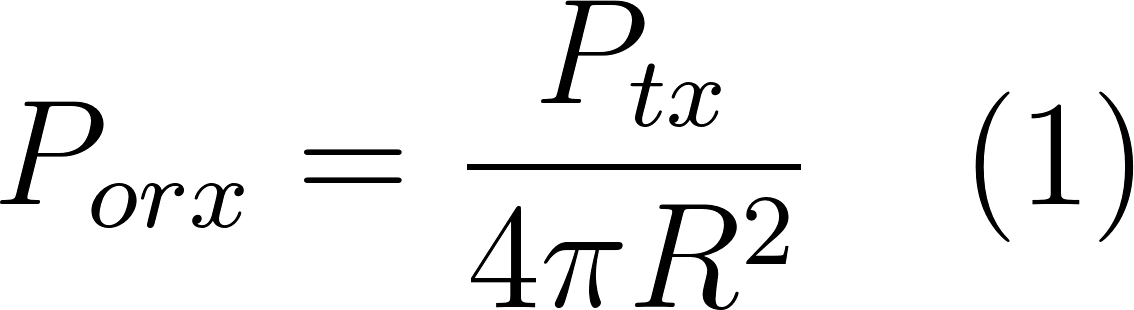 P_{orx} = \frac{P_{tx}}{4\pi R^2} (1)